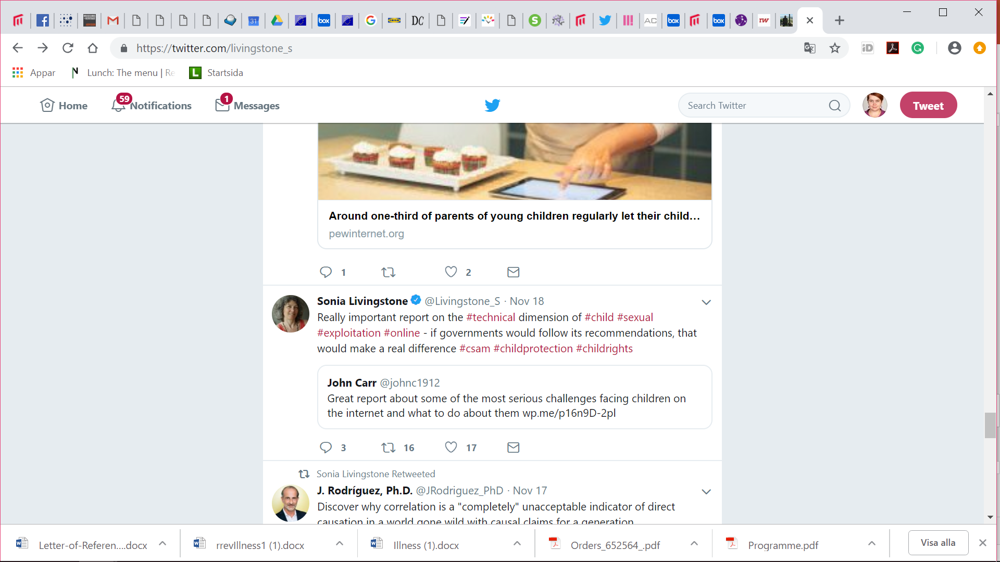 31
box
DC
S
AC
box
box
TW
https://twitter.com/livingstone_s
iD
G
Appar
N
Lunch: The menu | Re
L
Startsida
Home
59
Notifications
1
Messages
Search Twitter
Tweet
Around one-third of parents of young children regularly let their child…
pewinternet.org
1
2
Sonia Livingstone @Livingstone_S · Nov 18
Really important report on the #technical dimension of #child #sexual
#exploitation #online - if governments would follow its recommendations, that
would make a real difference #csam #childprotection #childrights
John Carr @johnc1912
Great report about some of the most serious challenges facing children on
the internet and what to do about them wp.me/p16n9D-2pl
3
16
17
Sonia Livingstone Retweeted
J. Rodríguez, Ph.D. @JRodriguez_PhD · Nov 17
Discover why correlation is a "completely" unacceptable indicator of direct
causation in a world gone wild with causal claims for a generation
Letter-of-Referen....docx
rrevIllness1 (1).docx
Illness (1).docx
Orders_652564_.pdf
Programme.pdf
Visa alla